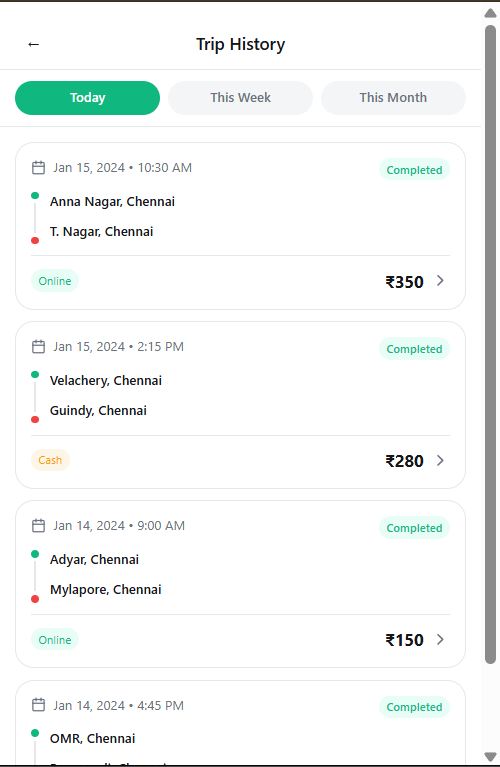 ← Trip History
Today This Week This Month
Jan 15, 2024 • 10:30 AM Completed
Anna Nagar, Chennai
T. Nagar, Chennai
Online ₹350
Jan 15, 2024 • 2:15 PM Completed
Velachery, Chennai
Guindy, Chennai
Cash ₹280
Jan 14, 2024 • 9:00 AM Completed
Adyar, Chennai
Mylapore, Chennai
Online ₹150
Jan 14, 2024 • 4:45 PM Completed
OMR, Chennai